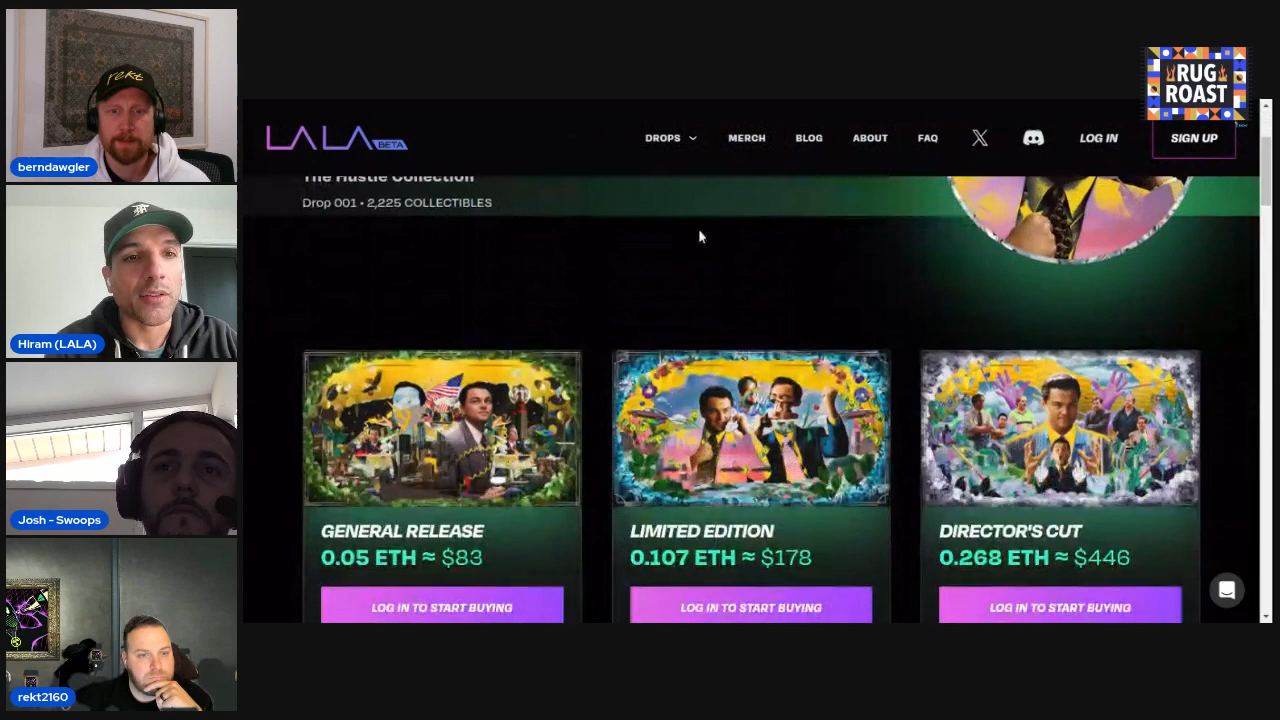 rekt
berndawgler
Hiram (LALA)
Josh - Swoops
rekt2160
RUG
ROAST
LALA BETA
DROPS
MERCH
BLOG
ABOUT
FAQ
LOG IN
SIGN UP
The Hustle Collection
Drop 001 • 2,225 COLLECTIBLES
GENERAL RELEASE
0.05 ETH ≈ $83
LOG IN TO START BUYING
LIMITED EDITION
0.107 ETH ≈ $178
LOG IN TO START BUYING
DIRECTOR'S CUT
0.268 ETH ≈ $446
LOG IN TO START BUYING